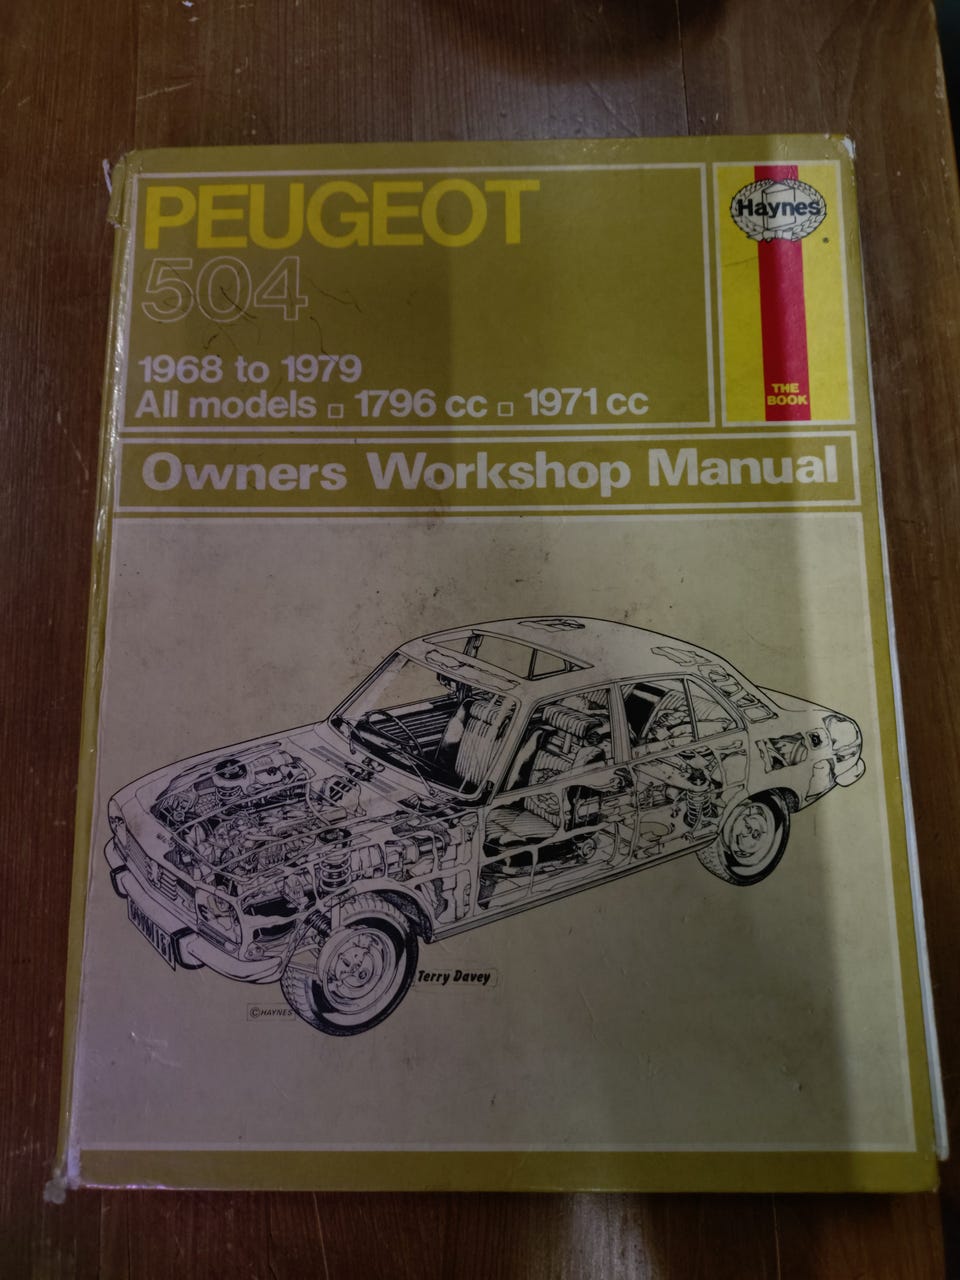 PEUGEOT
504
1968 to 1979
All models □ 1796 cc □ 1971 cc
Haynes
®
THE
BOOK
Owners Workshop Manual
Terry Davey
© HAYNES